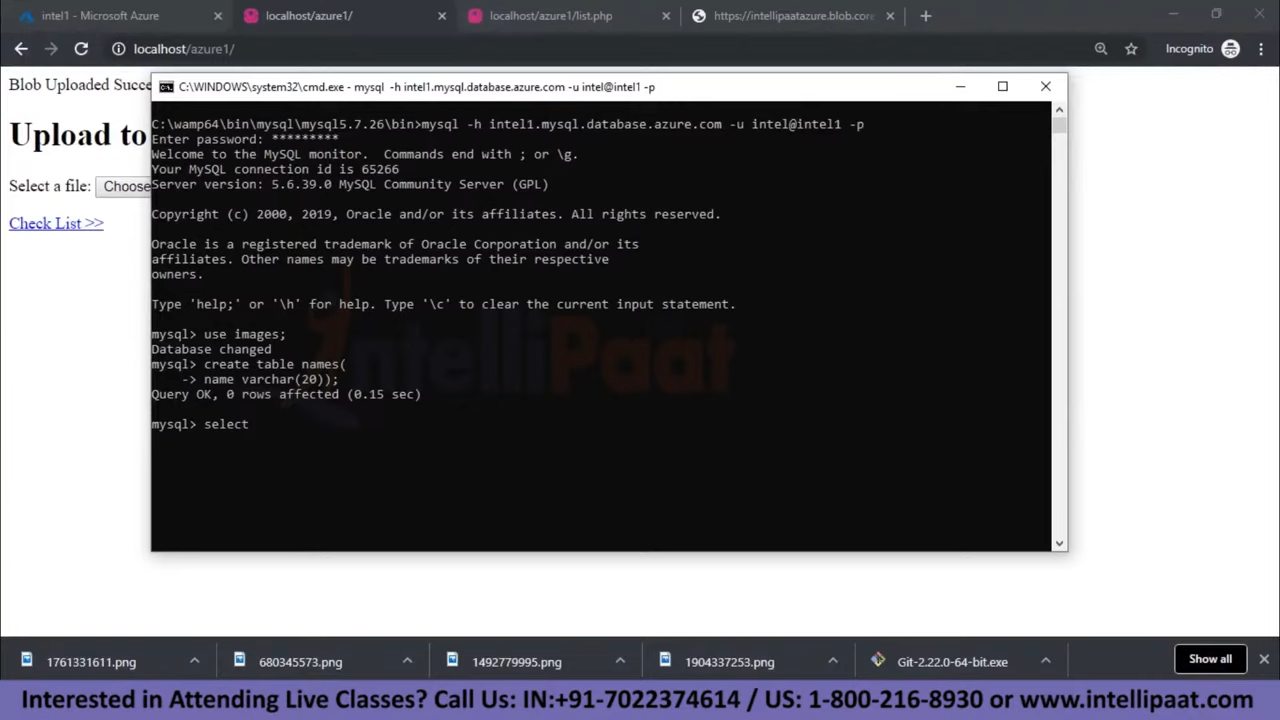 intel1 - Microsoft Azure
localhost/azure1/
localhost/azure1/list.php
https://intellipaatazure.blob.core
localhost/azure1/
Incognito
Blob Uploaded Succe
Upload to
Select a file: Choose
Check List >>
C:\WINDOWS\system32\cmd.exe - mysql -h intel1.mysql.database.azure.com -u intel@intel1 -p
C:\wamp64\bin\mysql\mysql5.7.26\bin>mysql -h intel1.mysql.database.azure.com -u intel@intel1 -p
Enter password: *********
Welcome to the MySQL monitor.  Commands end with ; or \g.
Your MySQL connection id is 65266
Server version: 5.6.39.0 MySQL Community Server (GPL)
Copyright (c) 2000, 2019, Oracle and/or its affiliates. All rights reserved.
Oracle is a registered trademark of Oracle Corporation and/or its
affiliates. Other names may be trademarks of their respective
owners.
Type 'help;' or '\h' for help. Type '\c' to clear the current input statement.
mysql> use images;
Database changed
mysql> create table names(
    -> name varchar(20));
Query OK, 0 rows affected (0.15 sec)
mysql> select
IntelliPaat
1761331611.png
680345573.png
1492779995.png
1904337253.png
Git-2.22.0-64-bit.exe
Show all
Interested in Attending Live Classes? Call Us: IN:+91-7022374614 / US: 1-800-216-8930 or www.intellipaat.com